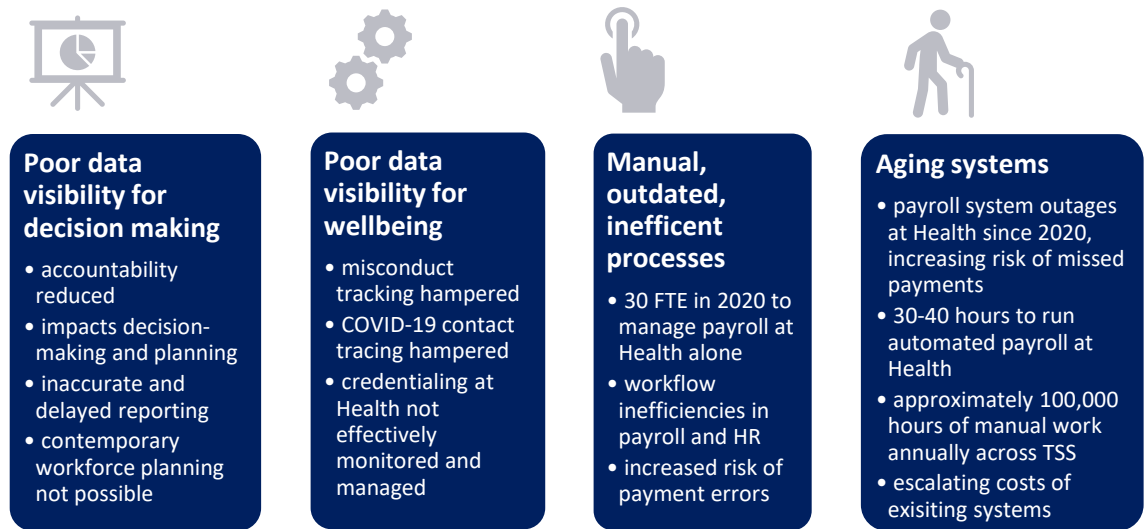 Poor data
visibility for
decision making
• accountability
reduced
• impacts decision-
making and planning
• inaccurate and
delayed reporting
• contemporary
workforce planning
not possible
Poor data
visibility for
wellbeing
• misconduct
tracking hampered
• COVID-19 contact
tracing hampered
• credentialing at
Health not
effectively
monitored and
managed
Manual,
outdated,
inefficent
processes
• 30 FTE in 2020 to
manage payroll at
Health alone
• workflow
inefficiencies in
payroll and HR
• increased risk of
payment errors
Aging systems
• payroll system outages
at Health since 2020,
increasing risk of missed
payments
• 30-40 hours to run
automated payroll at
Health
• approximately 100,000
hours of manual work
annually across TSS
• escalating costs of
exisiting systems